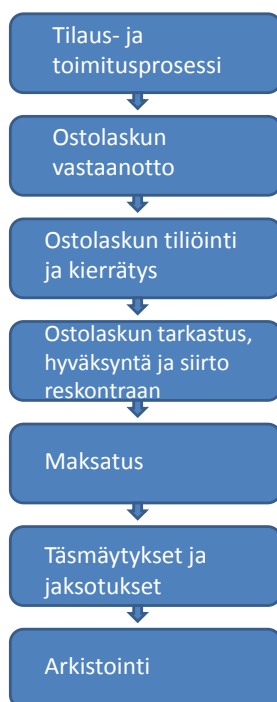 Tilaus- ja
toimitusprosessi
Ostolaskun
vastaanotto
Ostolaskun tiliöinti
ja kierrätys
Ostolaskun tarkastus,
hyväksyntä ja siirto
reskontraan
Maksatus
Täsmäytykset ja
jaksotukset
Arkistointi